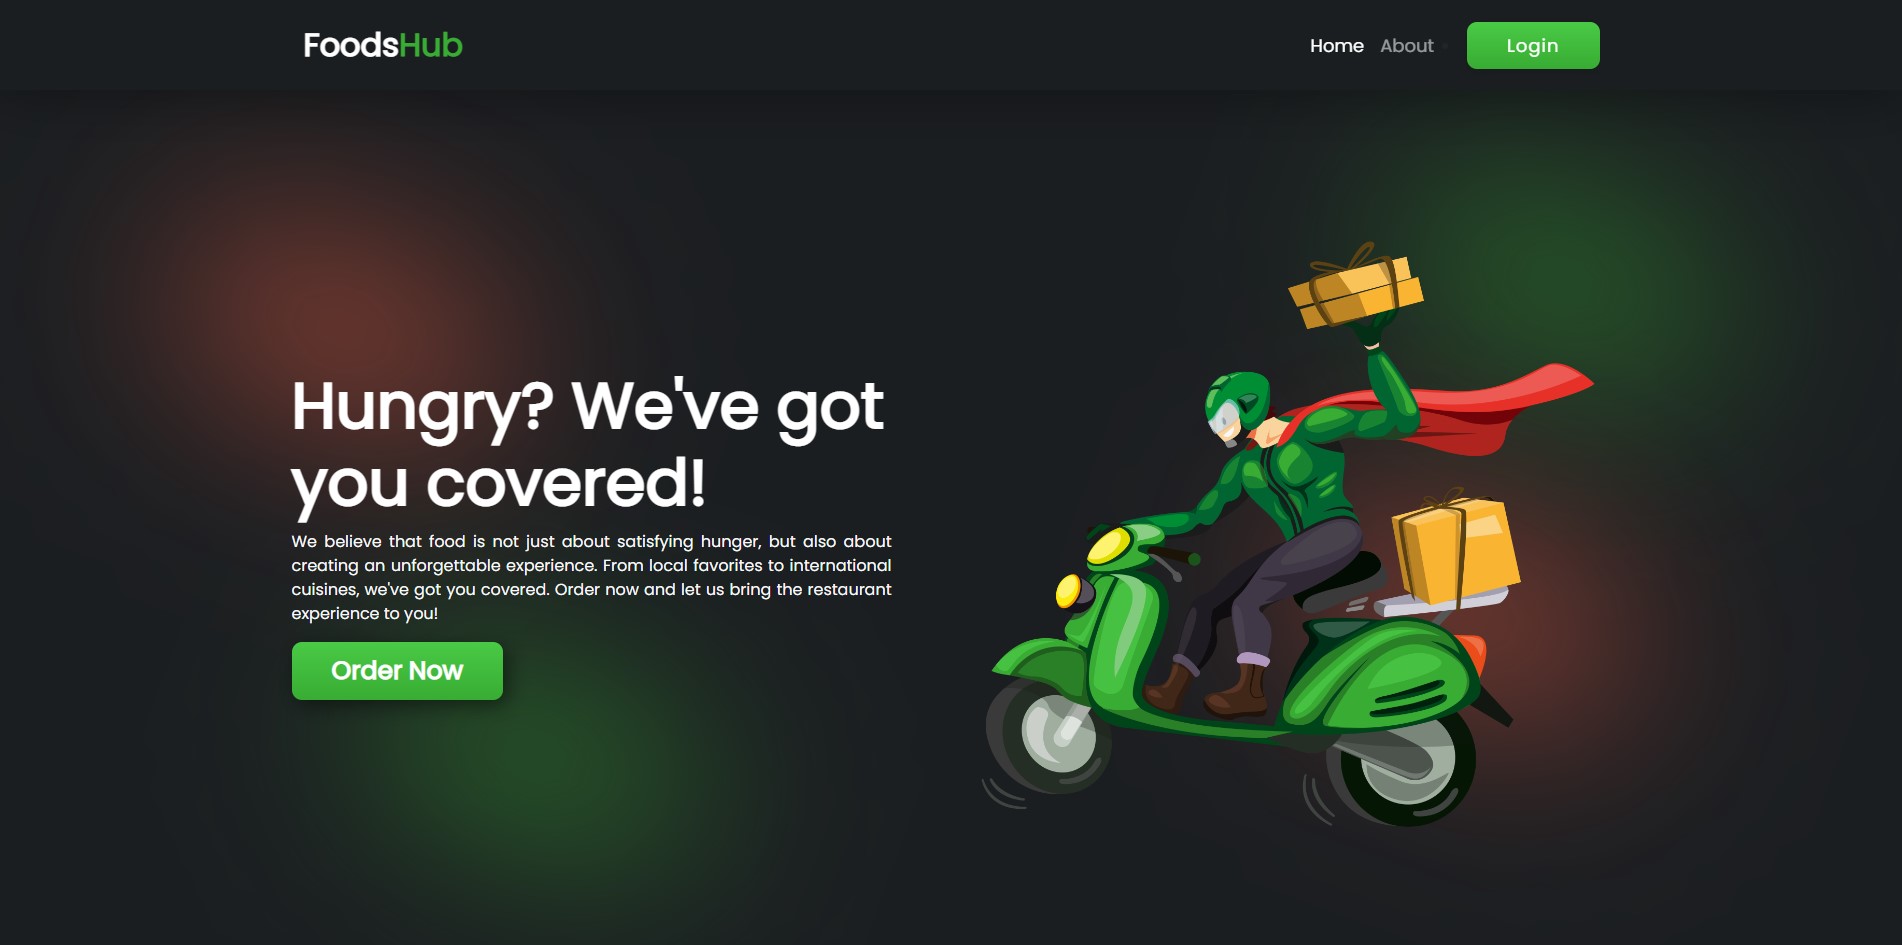 FoodsHub
Home About Login
Hungry? We've got
you covered!
We believe that food is not just about satisfying hunger, but also about
creating an unforgettable experience. From local favorites to international
cuisines, we've got you covered. Order now and let us bring the restaurant
experience to you!
Order Now